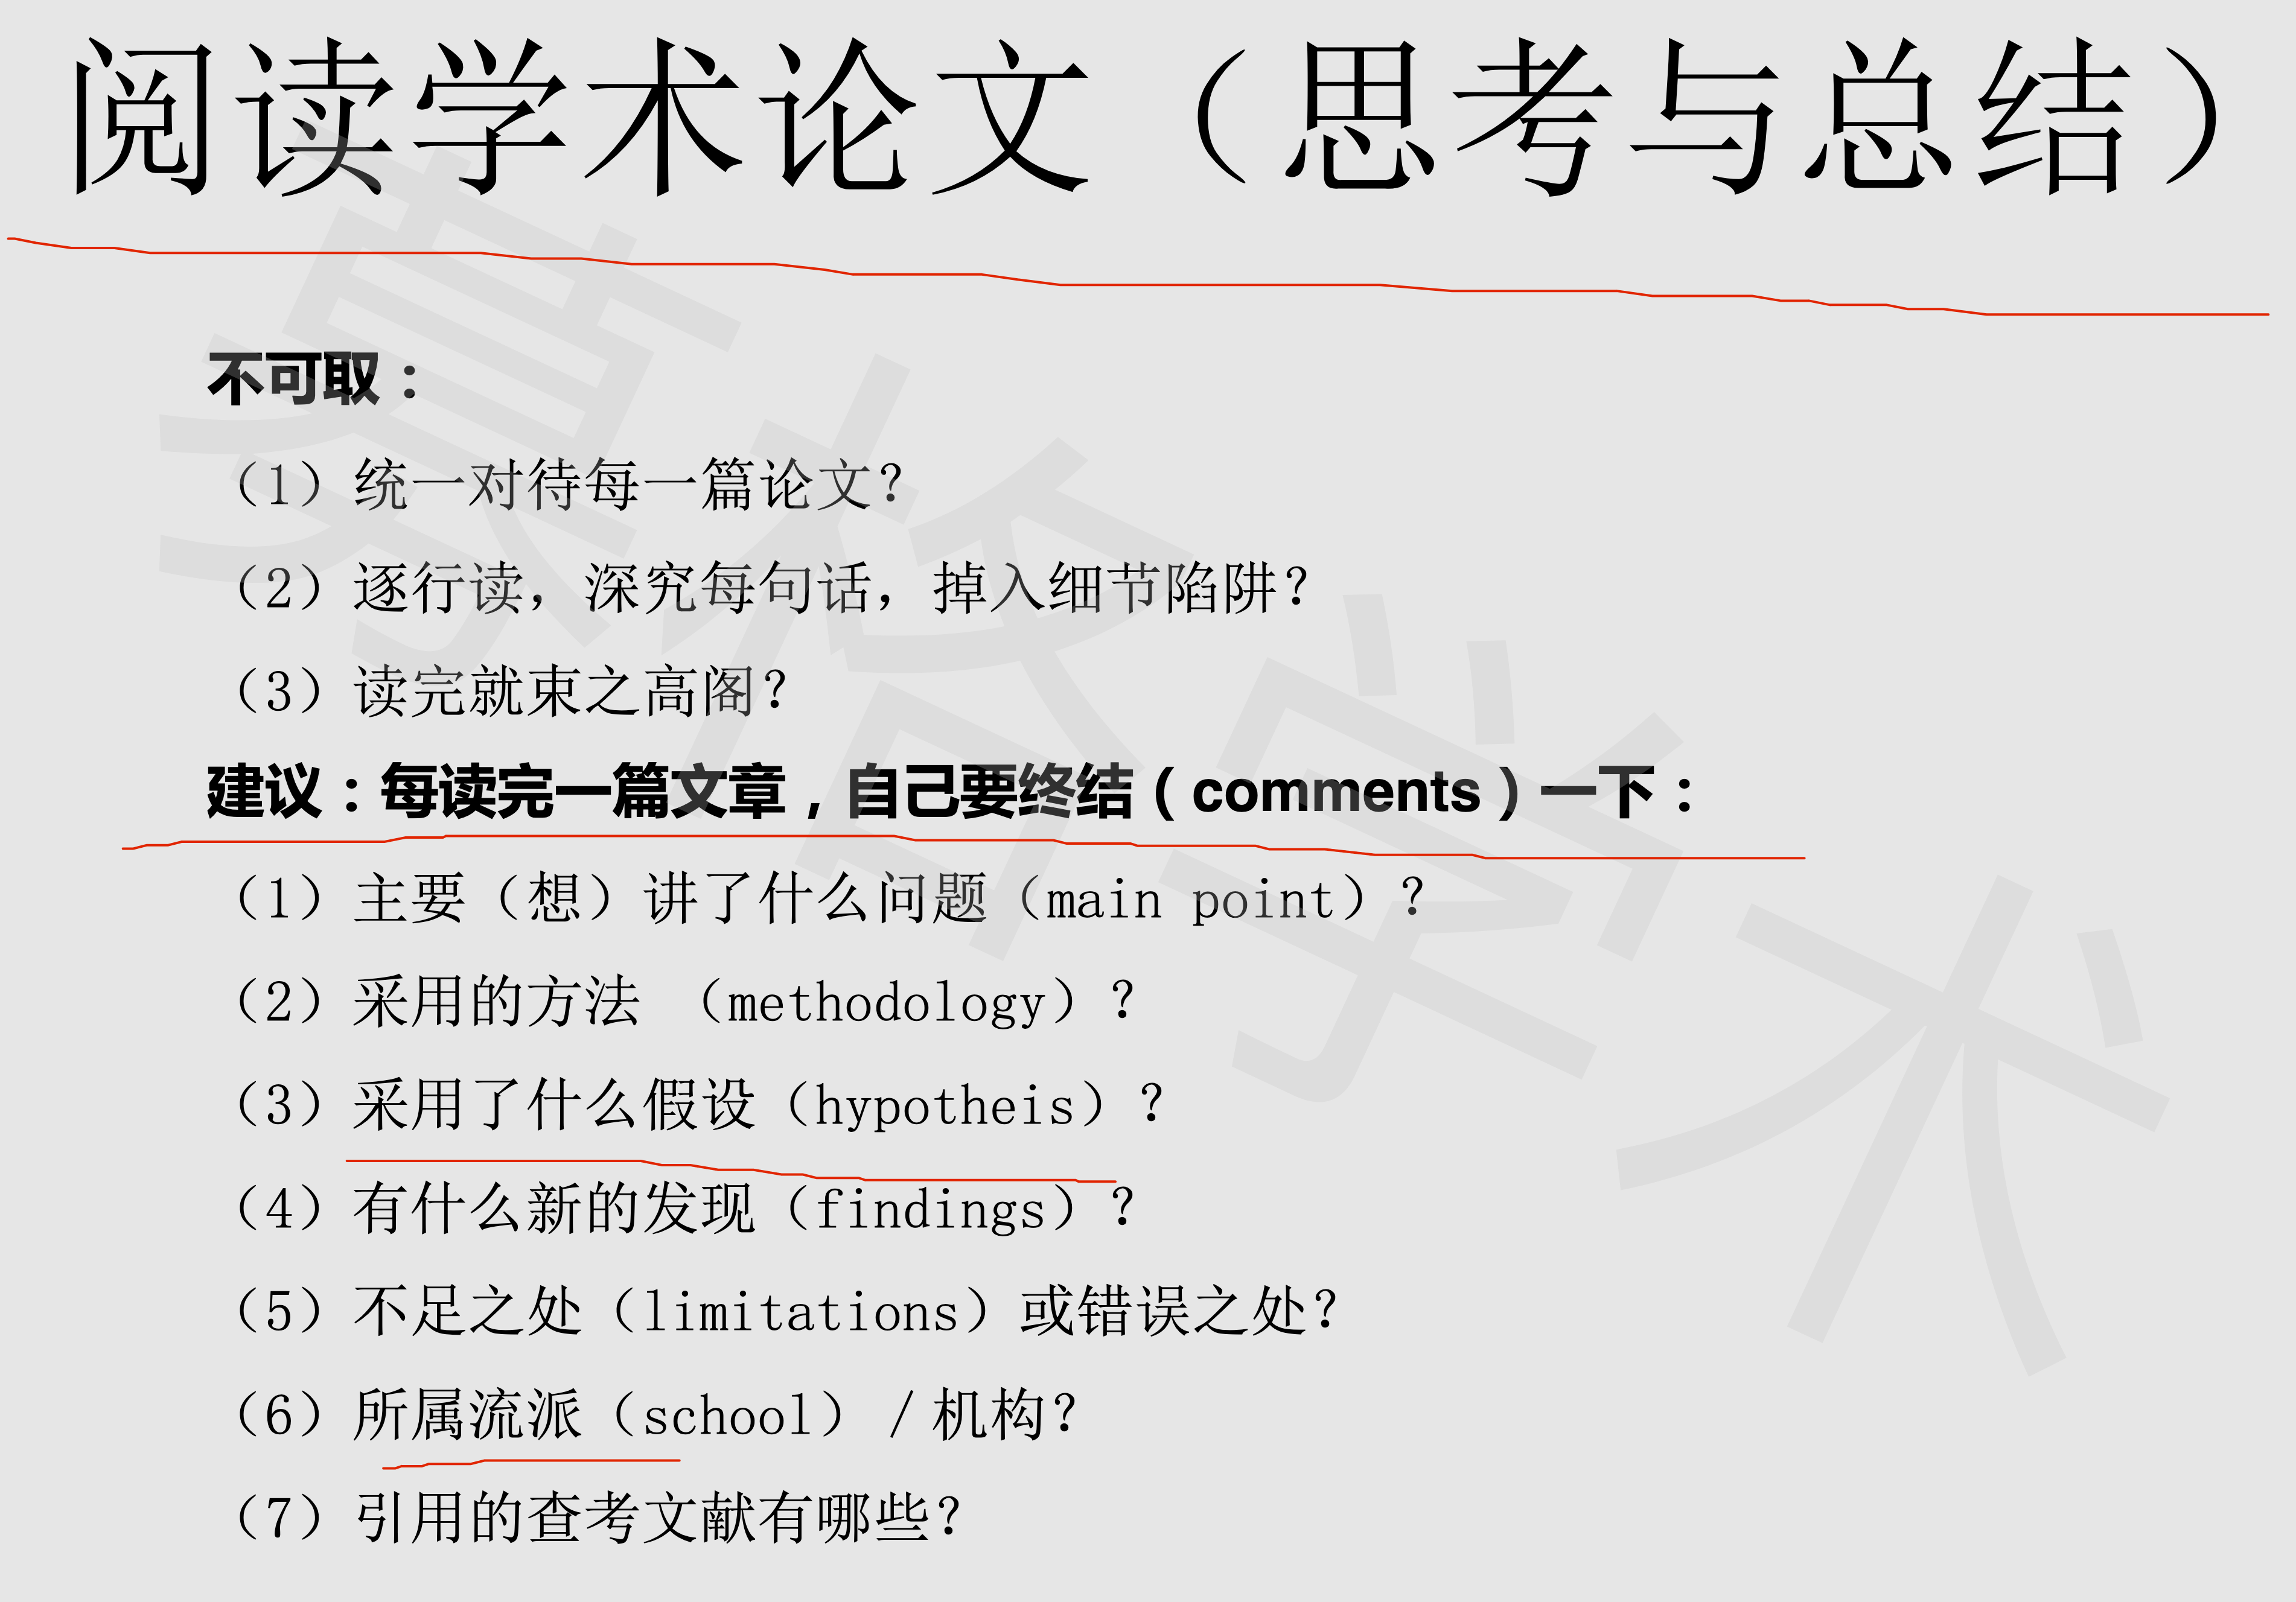 阅读学术论文（思考与总结）
不可取：
（1）统一对待每一篇论文？
（2）逐行读，深究每句话，掉入细节陷阱？
（3）读完就束之高阁？
建议：每读完一篇文章，自己要终结（comments）一下：
（1）主要（想）讲了什么问题（main point）？
（2）采用的方法 （methodology）？
（3）采用了什么假设（hypotheis）？
（4）有什么新的发现（findings）？
（5）不足之处（limitations）或错误之处？
（6）所属流派（school）/机构？
（7）引用的查考文献有哪些？
募格学术